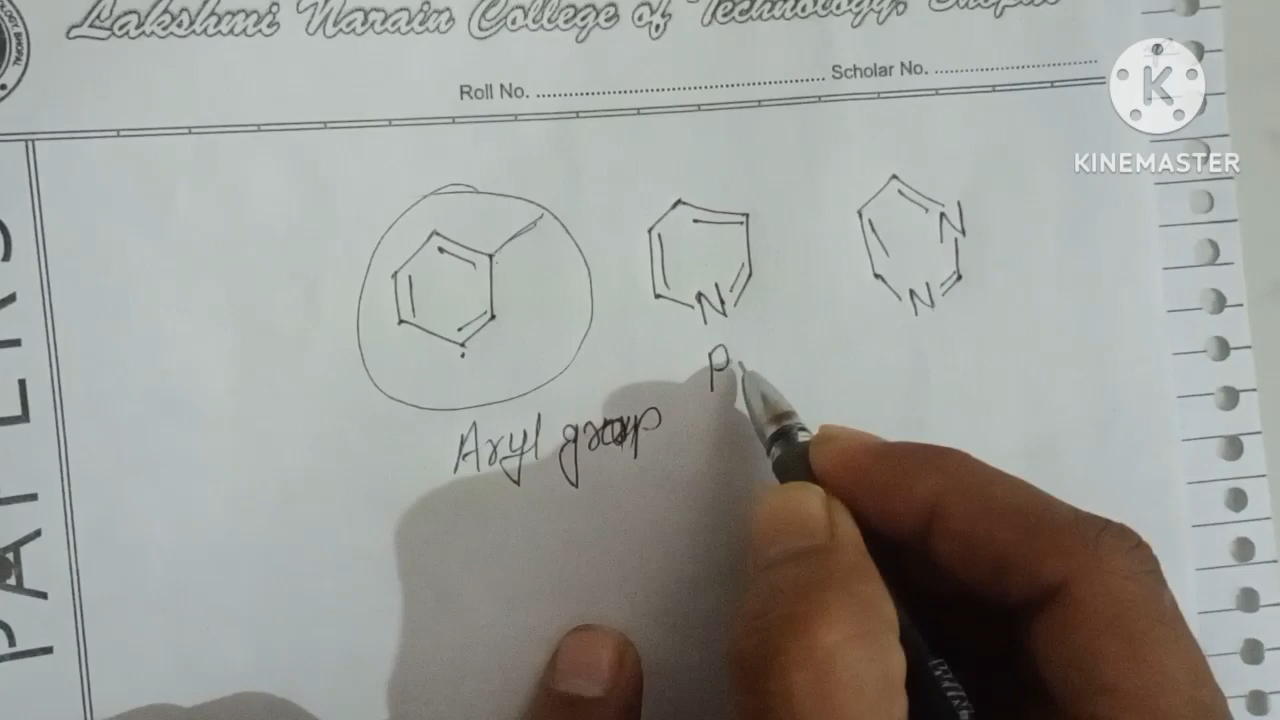 Lakshmi Narain College of Technology, Bhopal
Roll No. ........................................ Scholar No. ........................
K
KINEMASTER
N
N
N
P
Aryl group